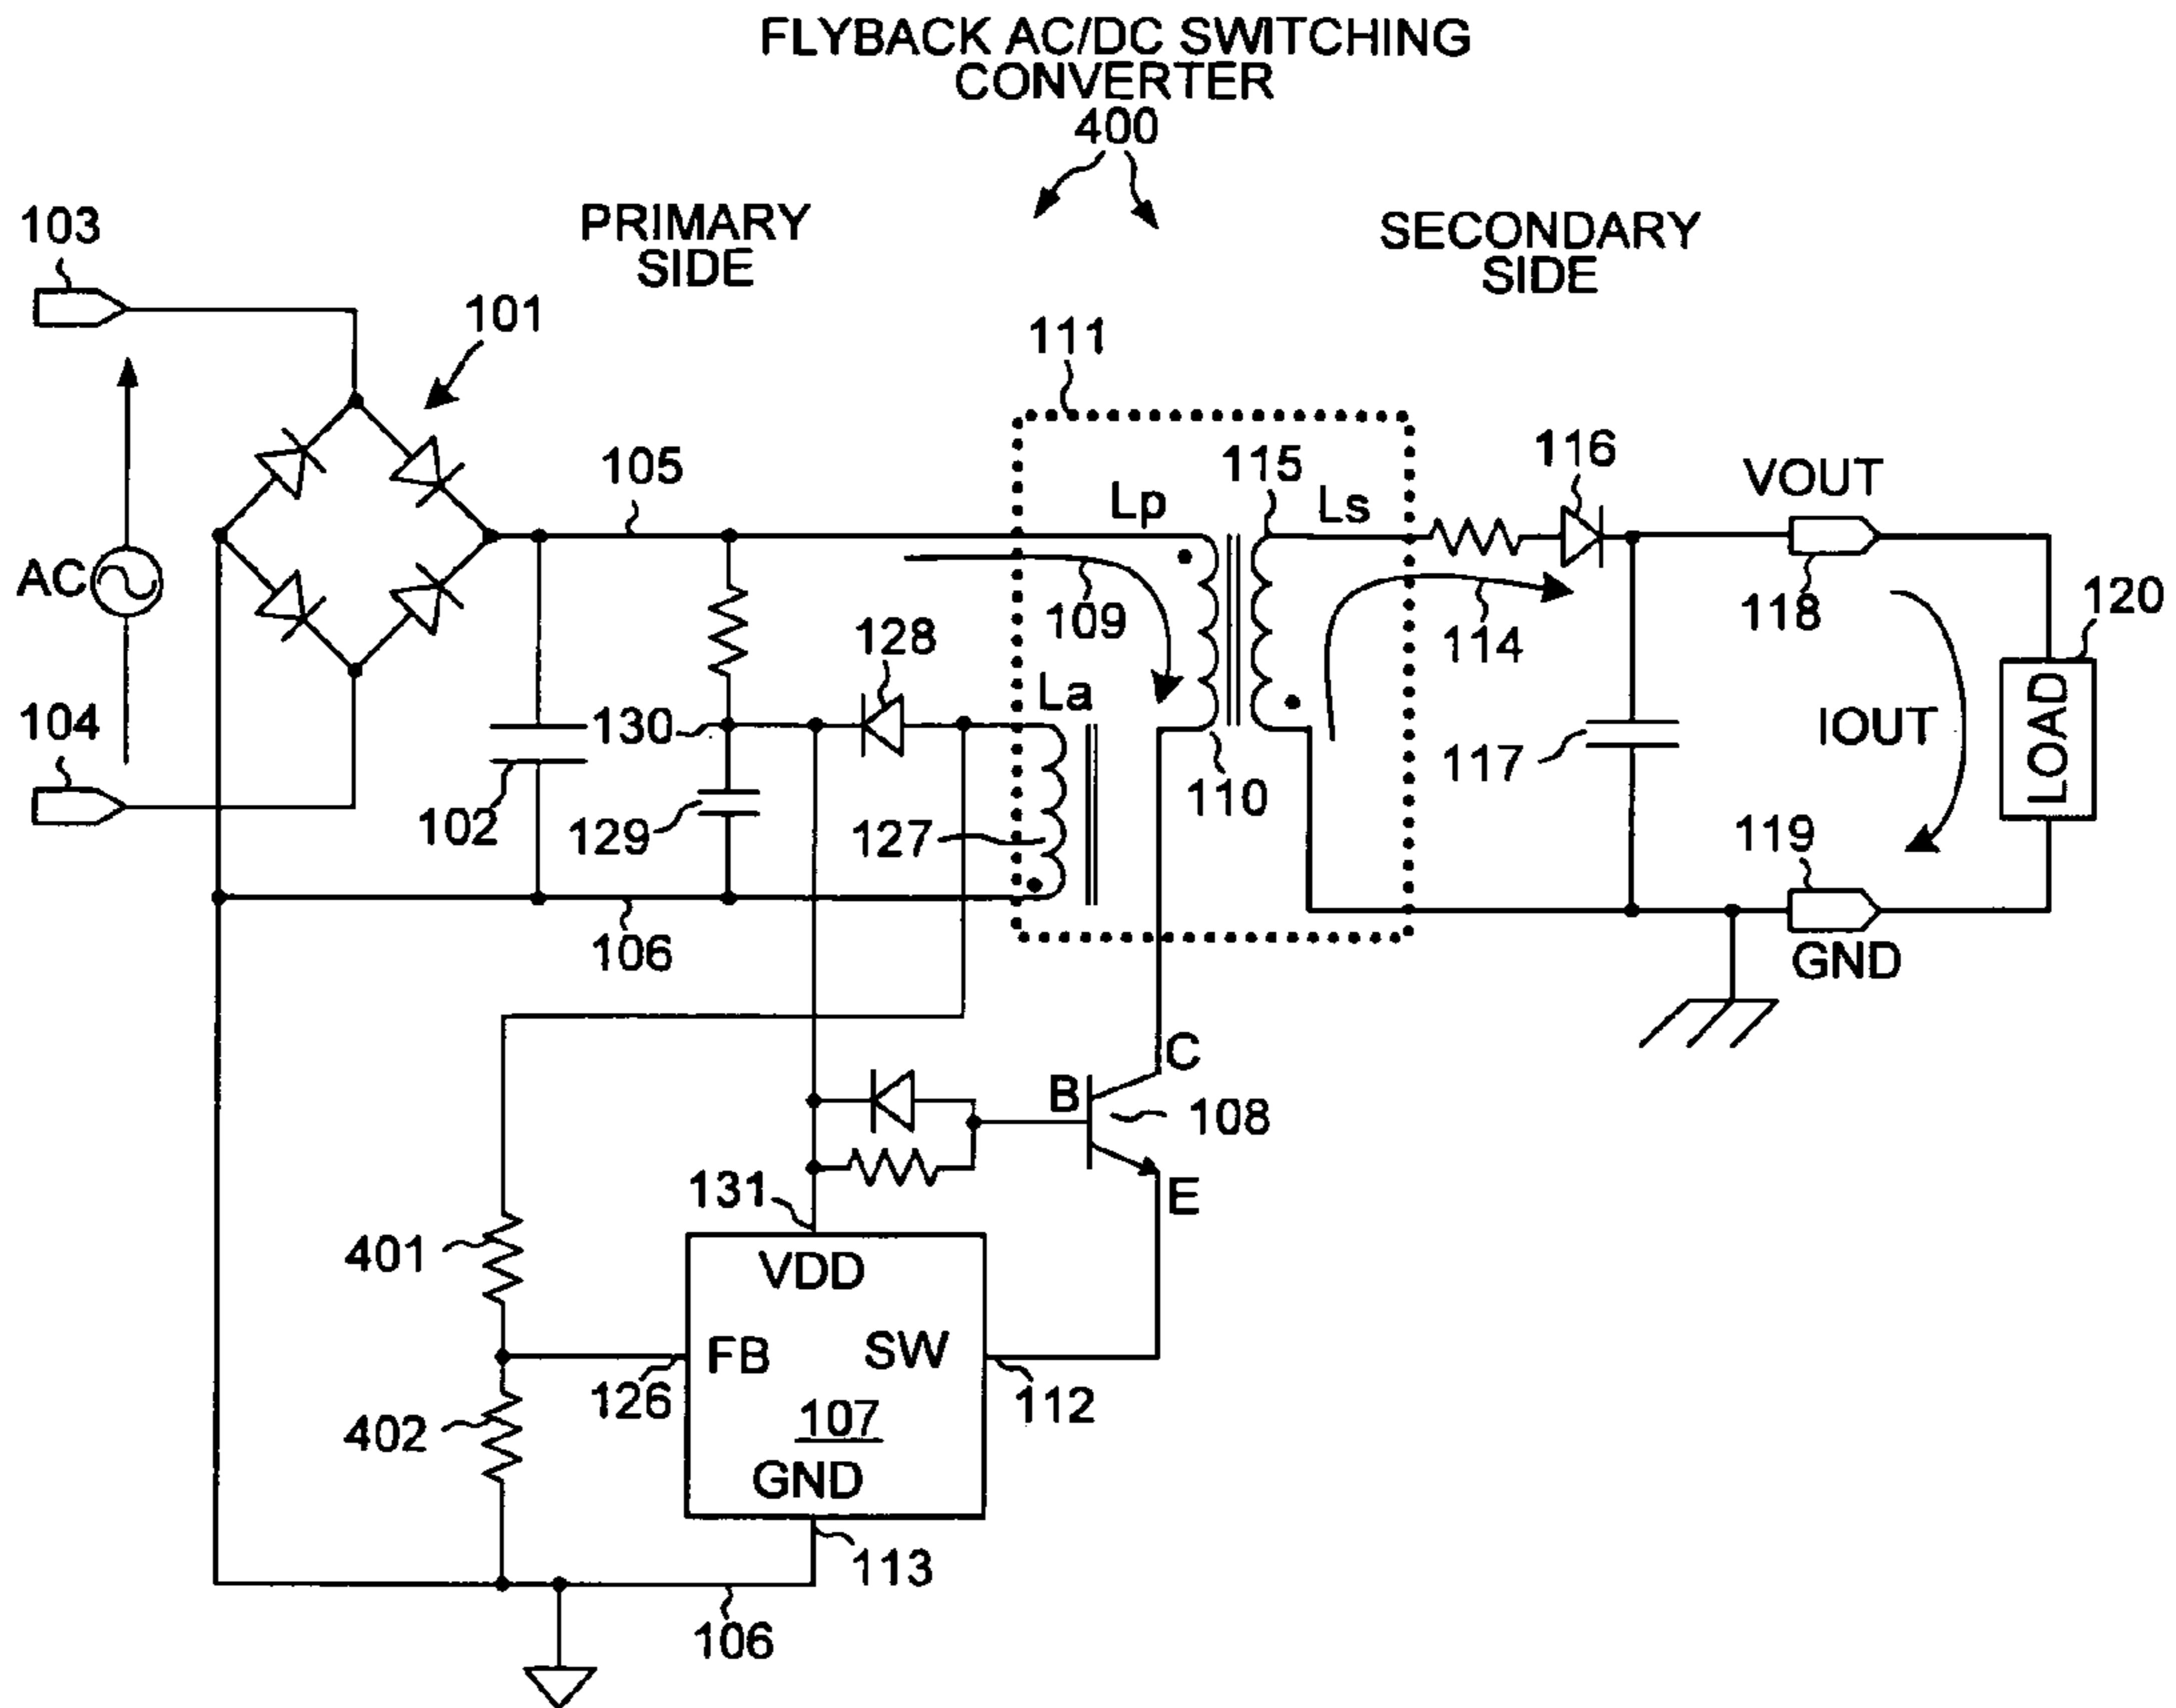 FLYBACK AC/DC SWITCHING
CONVERTER
400
103
PRIMARY
SIDE
SECONDARY
SIDE
101
111
105
Lp
115
Ls
116
VOUT
AC
109
128
114
118
120
104
130
La
102
129
127
110
117
IOUT
LOAD
119
106
GND
C
B
108
E
131
401
VDD
FB
SW
126
112
402
107
GND
113
106